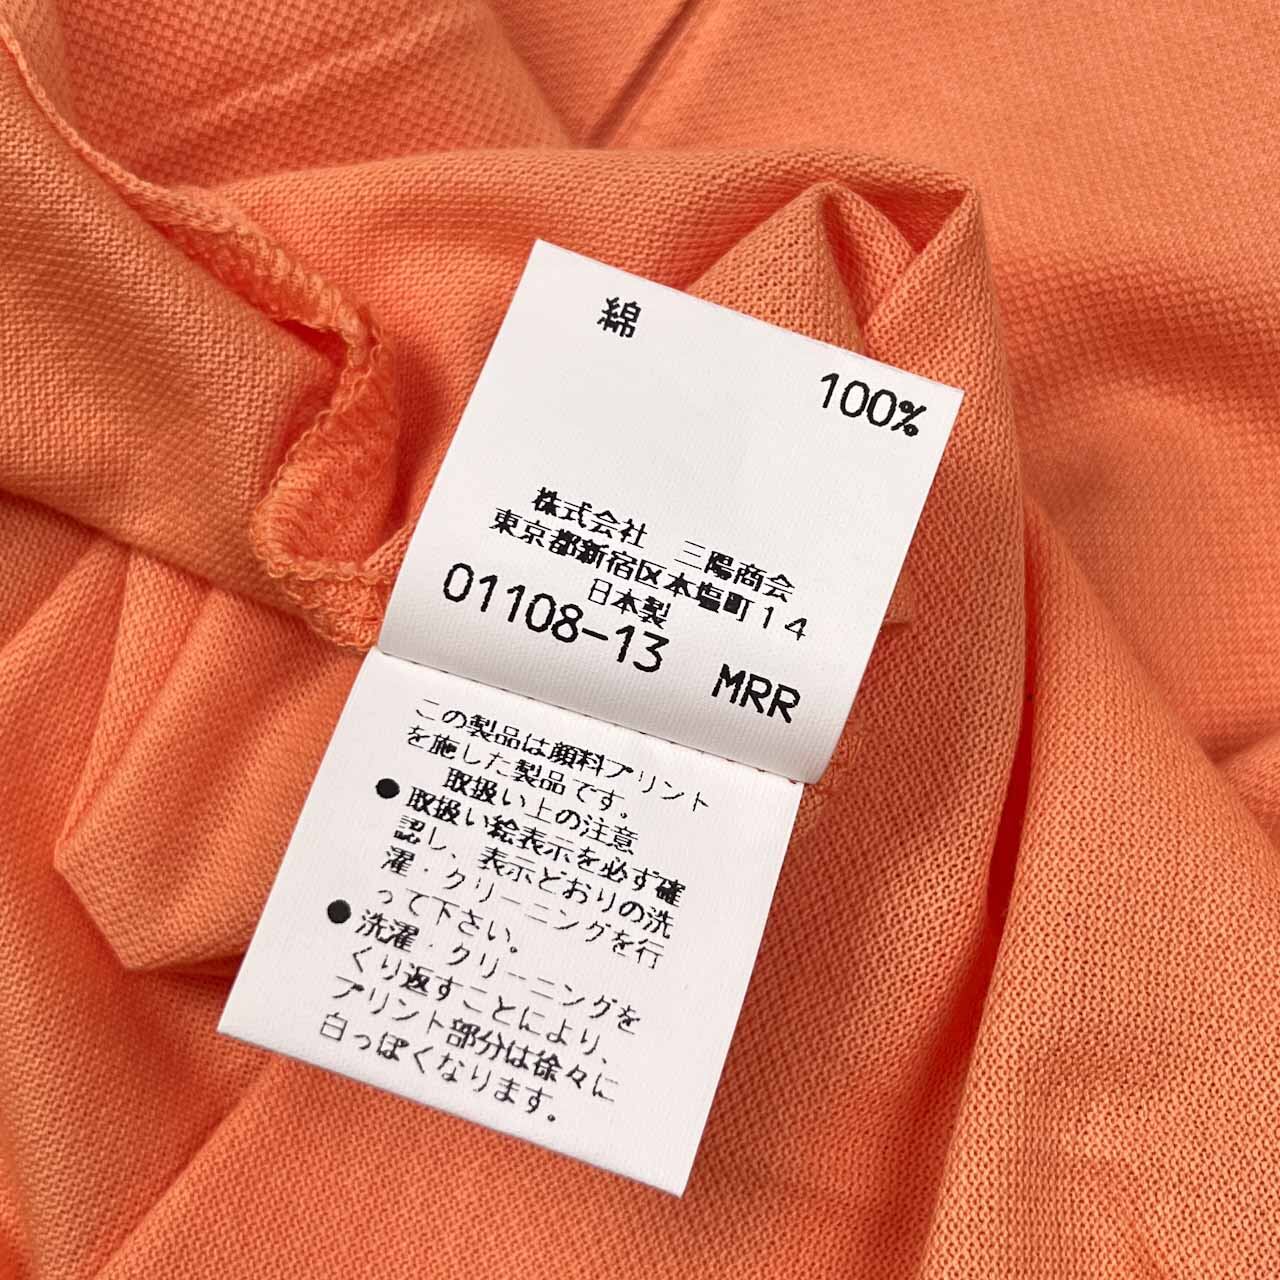 綿
100%
株式会社 三陽商会
東京都新宿区本塩町14
日本製
01108-13 MRR
この製品は顔料プリント
を施した製品です。
取扱い上の注意
●取扱い絵表示を必ず確
認し、表示どおりの洗
濯・クリーニングを行
って下さい。
●洗濯・クリーニングを
くり返すことにより、
プリント部分は徐々に
白っぽくなります。